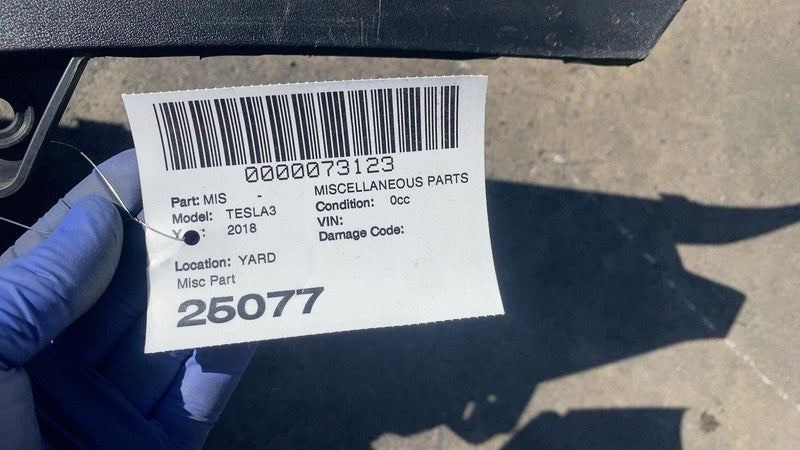 0000073123
Part: MIS - MISCELLANEOUS PARTS
Model: TESLA3 Condition: 0cc
Y : 2018 VIN:
Damage Code:
Location: YARD
Misc Part
25077